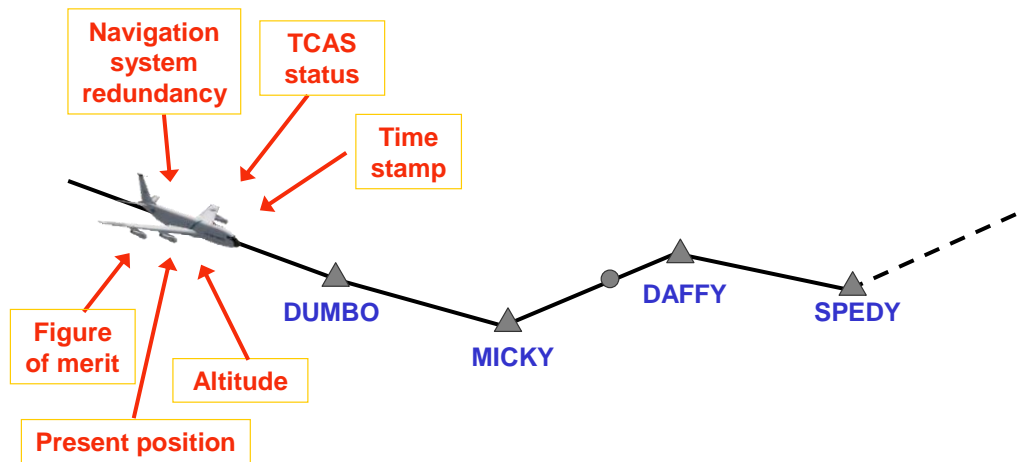 Navigation
system
redundancy
TCAS
status
Time
stamp
DUMBO
MICKY
DAFFY
SPEDY
Figure
of merit
Altitude
Present position